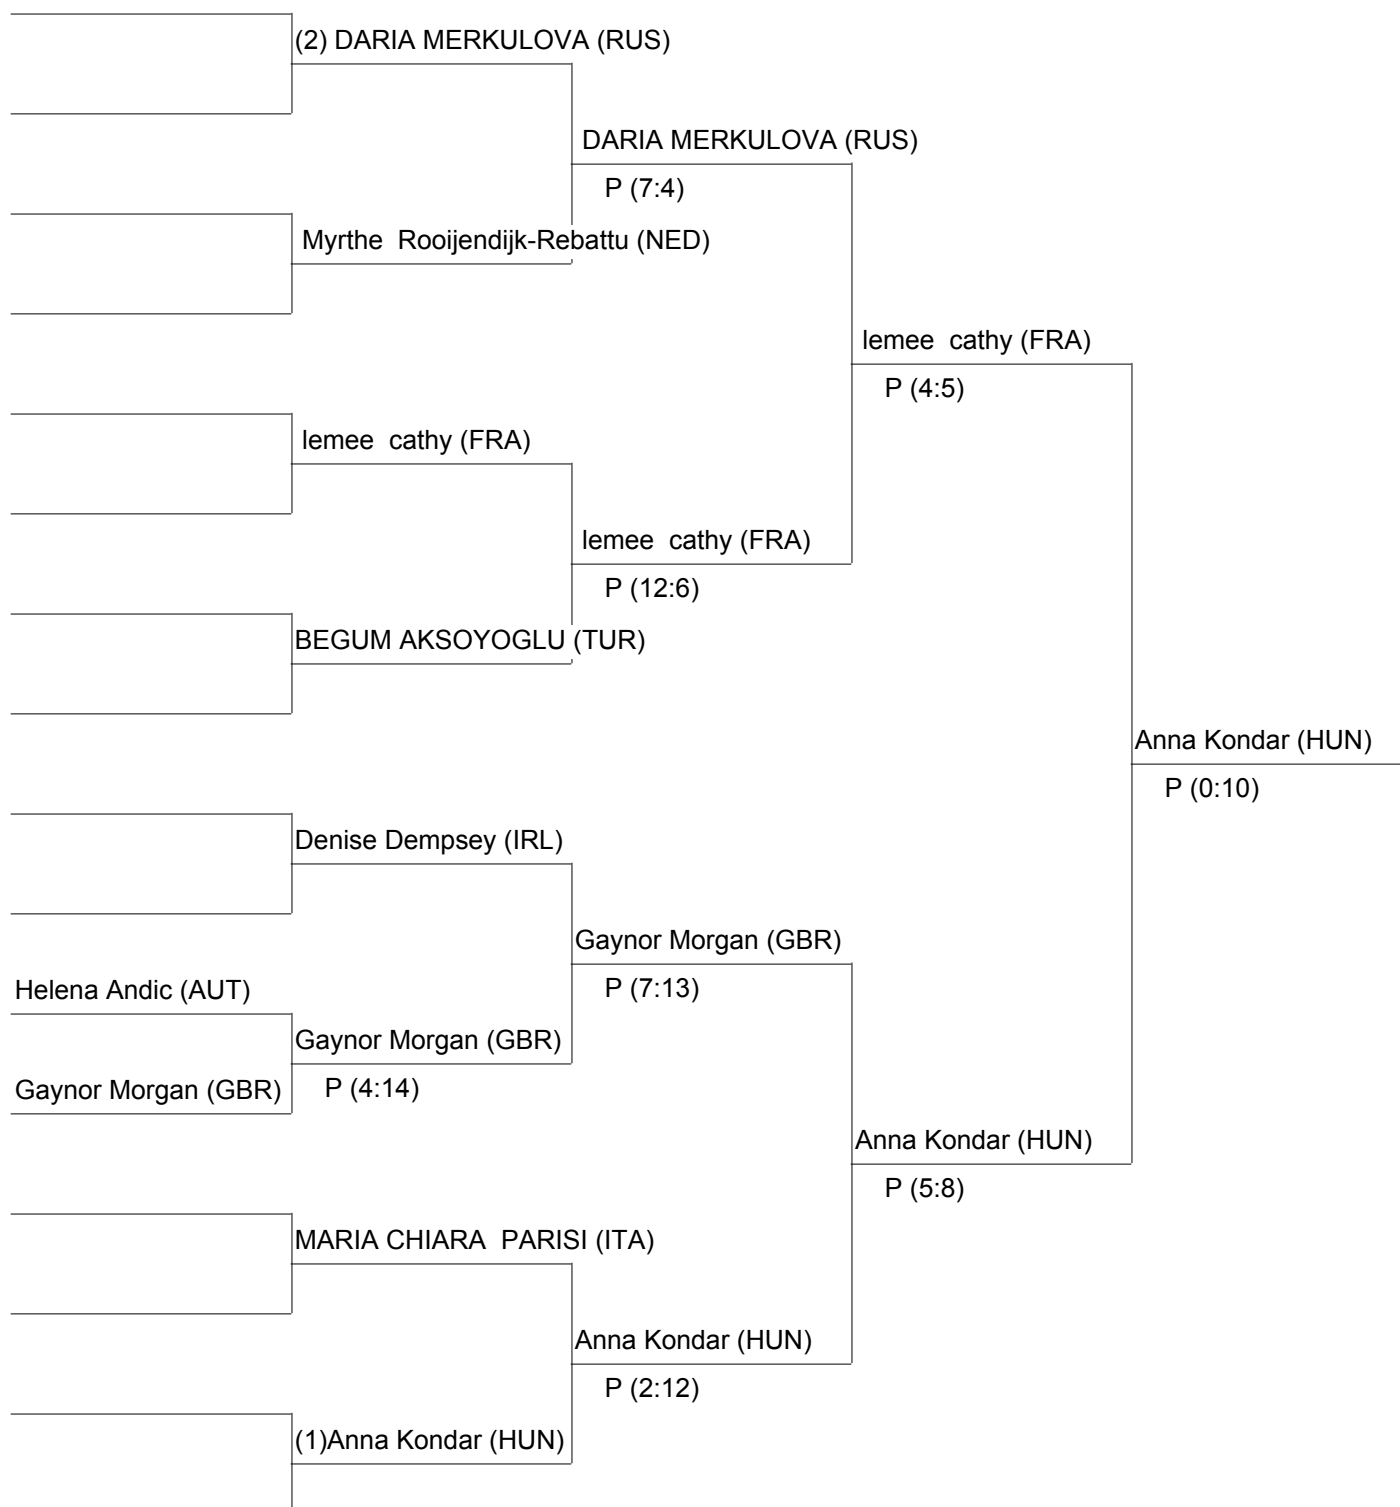 (2) DARIA MERKULOVA (RUS)
DARIA MERKULOVA (RUS)
P (7:4)
Myrthe  Rooijendijk-Rebattu (NED)
lemee  cathy (FRA)
P (4:5)
lemee  cathy (FRA)
lemee  cathy (FRA)
P (12:6)
BEGUM AKSOYOGLU (TUR)
Anna Kondar (HUN)
P (0:10)
Denise Dempsey (IRL)
Gaynor Morgan (GBR)
P (7:13)
Helena Andic (AUT)
Gaynor Morgan (GBR)
P (4:14)
Gaynor Morgan (GBR)
Anna Kondar (HUN)
P (5:8)
MARIA CHIARA  PARISI (ITA)
Anna Kondar (HUN)
P (2:12)
(1)Anna Kondar (HUN)